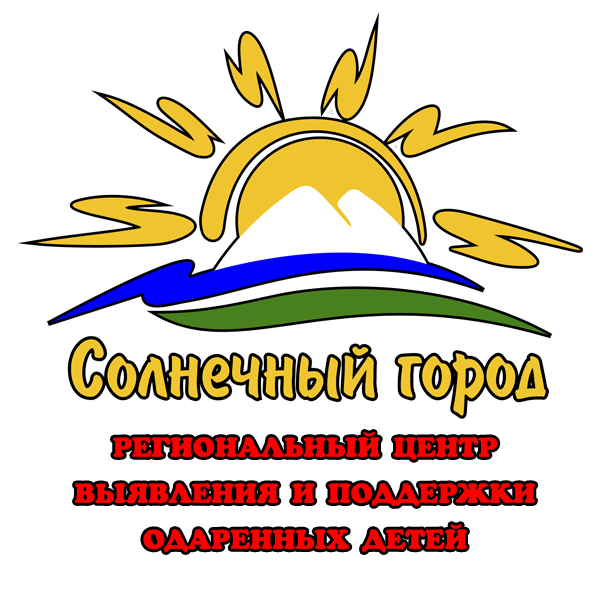 Солнечный город
РЕГИОНАЛЬНЫЙ ЦЕНТР
ВЫЯВЛЕНИЯ И ПОДДЕРЖКИ
ОДАРЕННЫХ ДЕТЕЙ